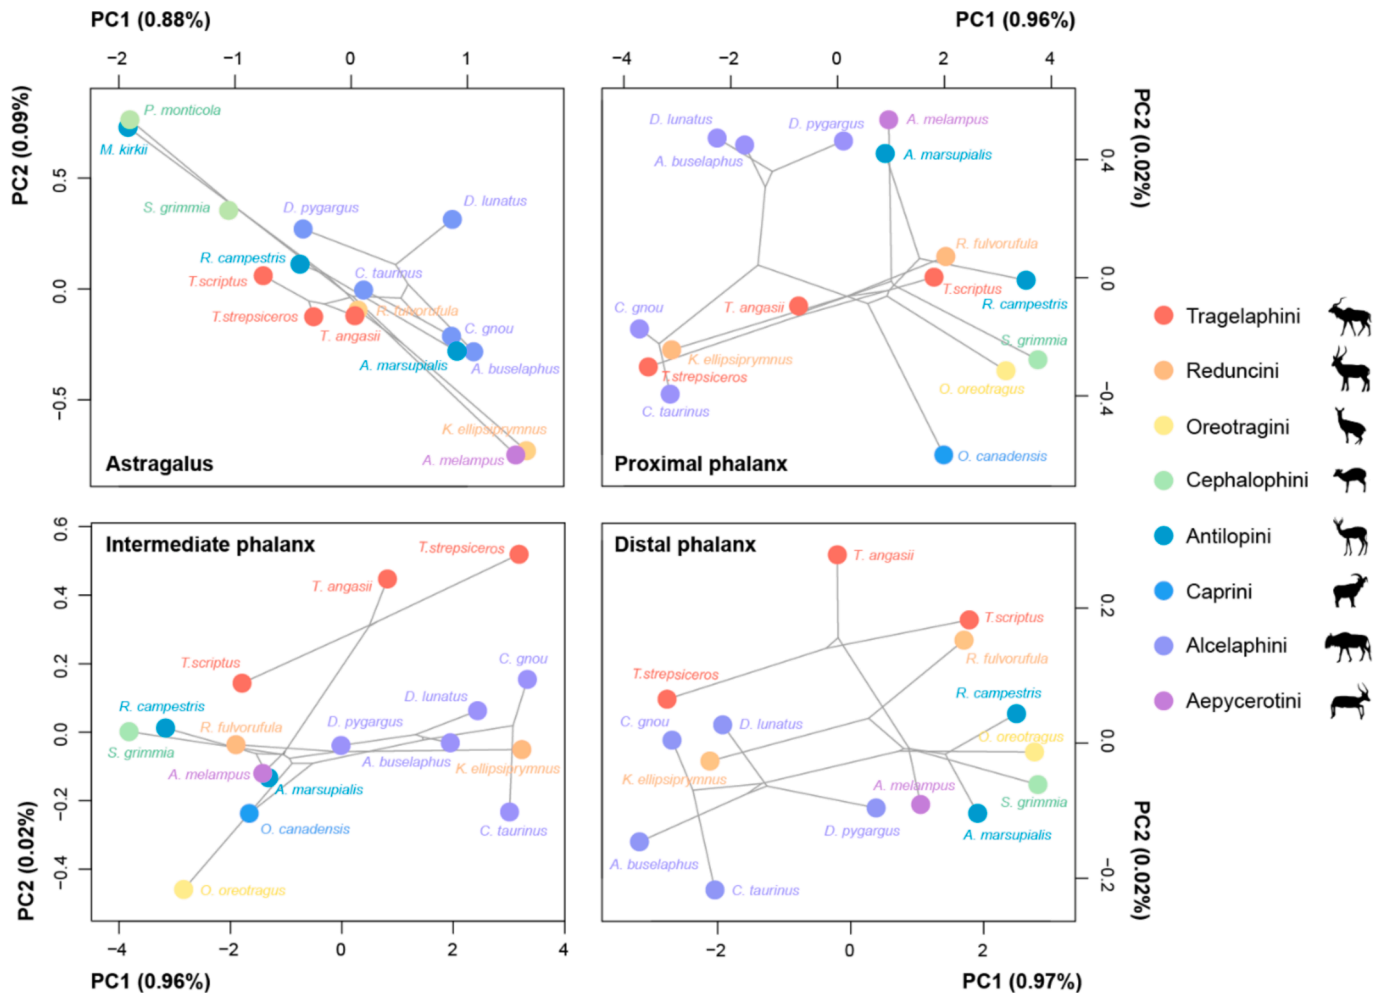 PC1 (0.88%)
PC1 (0.96%)
−2
−1
0
1
−4
−2
0
2
4
PC2 (0.09%)
0.5
0.0
−0.5
P. monticola
M. kirkii
S. grimmia
D. pygargus
D. lunatus
R. campestris
C. taurinus
T.scriptus
R. fulvorufula
T.strepsiceros
T. angasii
C. gnou
A. marsupialis
A. buselaphus
K. ellipsiprymnus
A. melampus
Astragalus
D. lunatus
D. pygargus
A. melampus
A. buselaphus
A. marsupialis
R. fulvorufula
T.scriptus
R. campestris
C. gnou
T. angasii
S. grimmia
K. ellipsiprymnus
T.strepsiceros
O. oreotragus
C. taurinus
O. canadensis
Proximal phalanx
PC2 (0.02%)
0.4
0.0
−0.4
Tragelaphini
Reduncini
Oreotragini
Cephalophini
Antilopini
Caprini
Alcelaphini
Aepycerotini
Intermediate phalanx
0.6
0.4
0.2
0.0
−0.2
−0.4
PC2 (0.02%)
T.strepsiceros
T. angasii
T.scriptus
C. gnou
R. campestris
D. lunatus
R. fulvorufula
D. pygargus
S. grimmia
A. buselaphus
K. ellipsiprymnus
A. melampus
A. marsupialis
O. canadensis
C. taurinus
O. oreotragus
Distal phalanx
T. angasii
T.scriptus
R. fulvorufula
T.strepsiceros
R. campestris
C. gnou
D. lunatus
O. oreotragus
K. ellipsiprymnus
A. melampus
S. grimmia
D. pygargus
A. marsupialis
A. buselaphus
C. taurinus
0.2
0.0
−0.2
PC2 (0.02%)
−4
−2
0
2
4
−2
0
2
PC1 (0.96%)
PC1 (0.97%)